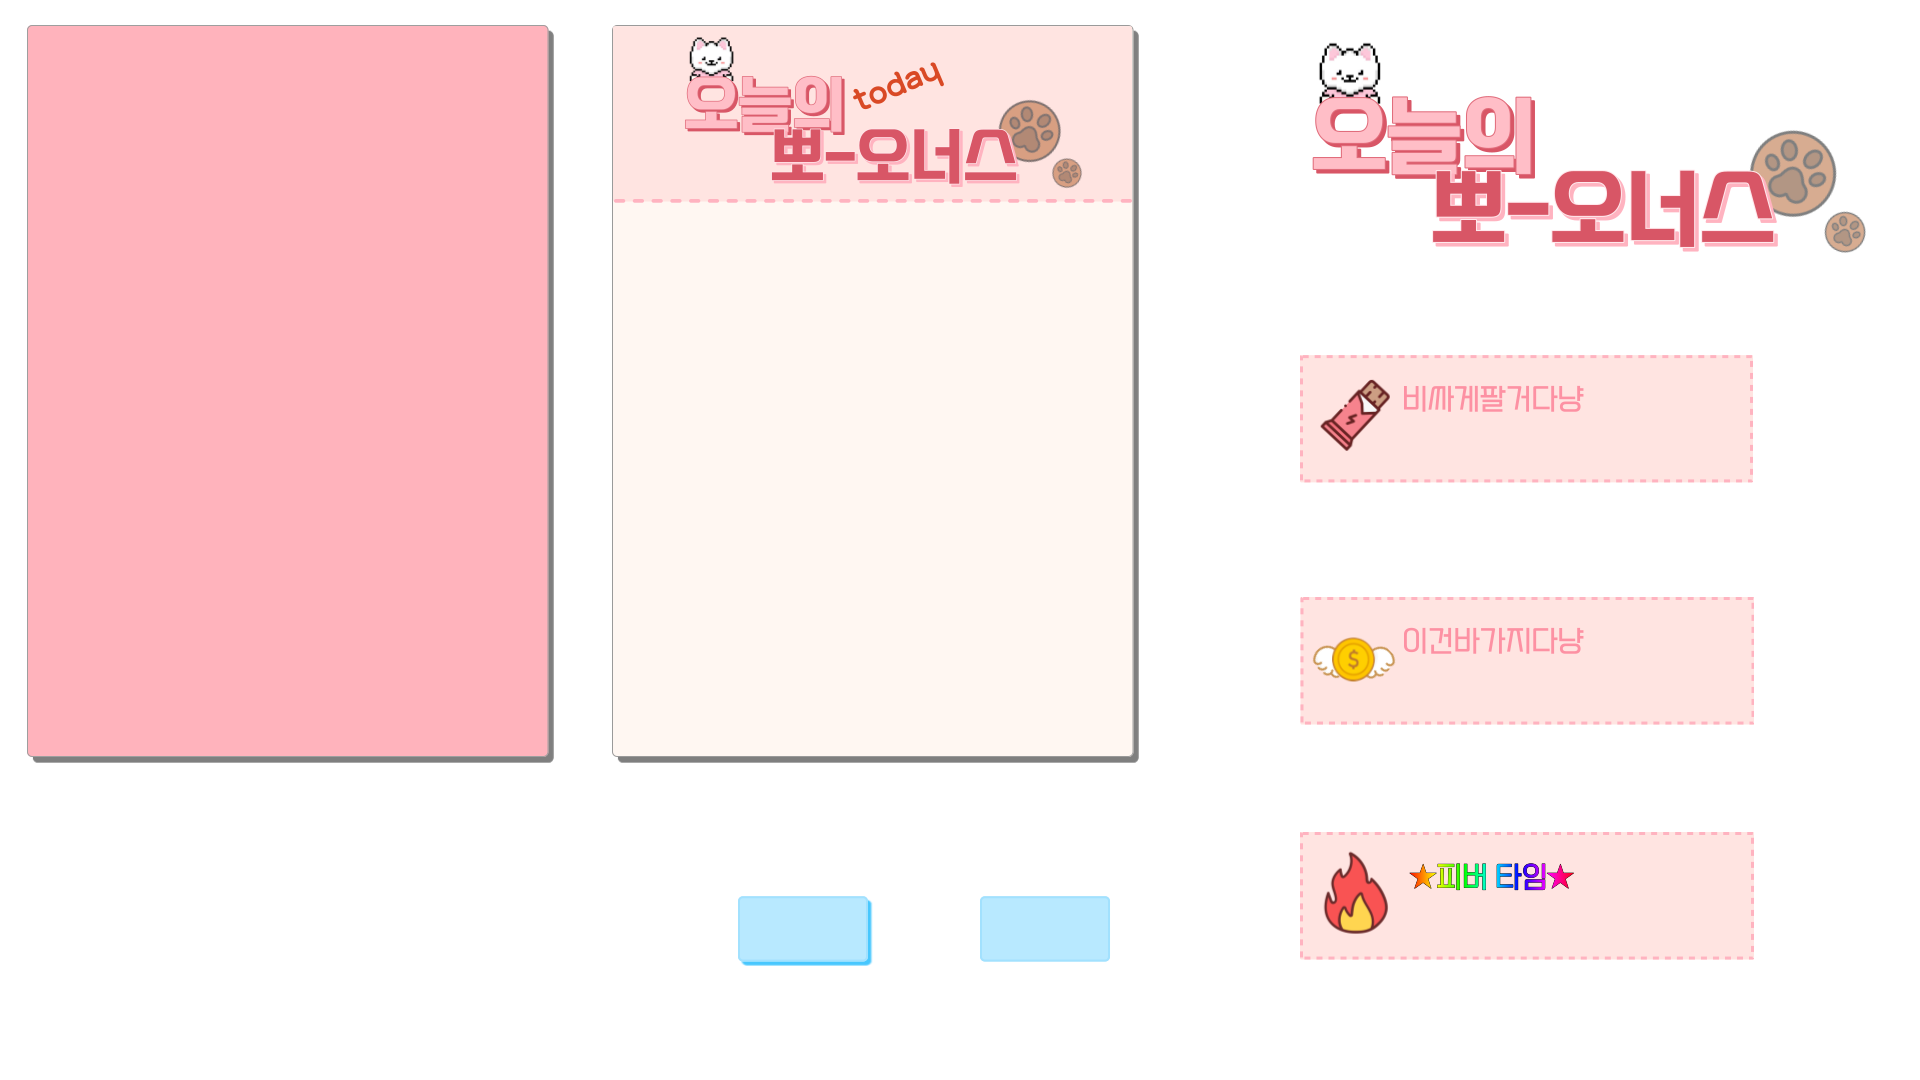 오늘의 today
뽀-오너스
오늘의
뽀-오너스
비싸게팔거다냥
$
이건바가지다냥
★피버 타임★